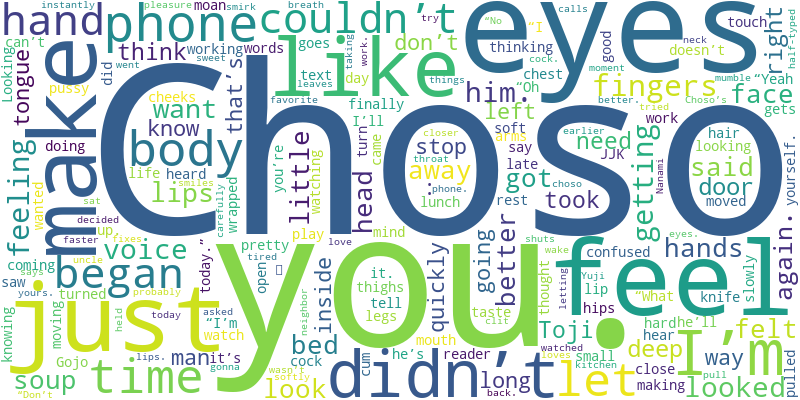 hand
phone
moan
smirk
breath
pleasure
instantly
couldn’t
try
calls
“No
“I
eyes
right
touch
half-typed
Looking
can’t
tongue
did
went
think
working
sweet
words
goes
text
day
taking
work.
like
don’t
things
cock.
thinking
“Oh
good
chest
doesn’t
moment
neck
mumble
“Yeah
gets
make
pussy
cheeks
want
know
that’s
finally
I’ll
favorite
leaves
him.
better.
tried
fingers
Choso’s
face
Choso
doing
body
life
heard
lips
smiles
wrapped
carefully
you’re
watching
little
came
turn
head
closer
stop
throat
away
:
phone.
lunch
left
soft
arms
say
late
got
rest
choso
earlier
need
JJK
took
getting
work
hair
looking
said
door
moved
Nanami
yourself.
feeling
wanted
sat
decided
up,
faster
fixes
uncle
says
coming
saw
yours.
turned
began
voice
probably
today.”
pretty
tired
open
play
love
mind
inside
neighbor
it.
thighs
tell
legs
quickly
going
better
taste
clit
thought
letting
shuts
wake
confused
Yuji
lip
hips
eyes.
“What
hands
knife
slowly
again.
you
feel
just
knowing
moving
held
today
lips.
Gojo
soup
time
“Don’t
man
it’s
asked
“I’m
watch
gonna
wasn’t
softly
look
bed
cock
cum
he’s
didn’t
mouth
reader
long
back.
let
Toji
.
watched
loves
kitchen
small
hard
he’ll
hear
deep
close
making
I’m
way
pull
felt
looked
pulled